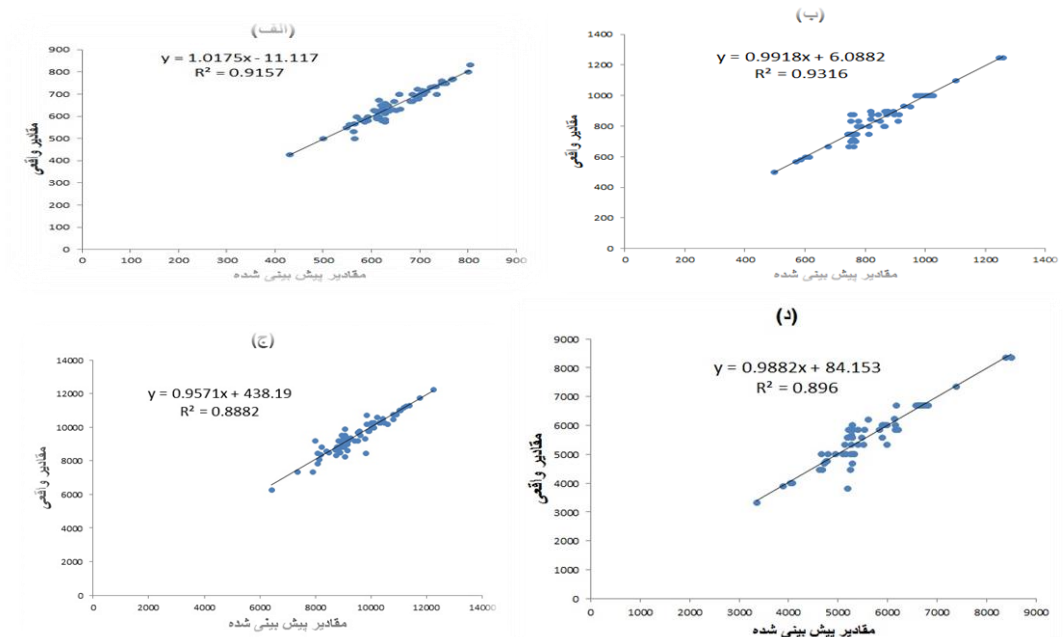 (الف)
y = 1.0175x - 11.117
R² = 0.9157
900
800
700
600
500
400
300
200
100
0
0 100 200 300 400 500 600 700 800 900
مقادیر واقعی
مقادیر پیش بینی شده
(ب)
y = 0.9918x + 6.0882
R² = 0.9316
1400
1200
1000
800
600
400
200
0
0 200 400 600 800 1000 1200 1400
مقادیر واقعی
مقادیر پیش بینی شده
(ج)
y = 0.9571x + 438.19
R² = 0.8882
14000
12000
10000
8000
6000
4000
2000
0
0 2000 4000 6000 8000 10000 12000 14000
مقادیر واقعی
مقادیر پیش بینی شده
(د)
y = 0.9882x + 84.153
R² = 0.896
9000
8000
7000
6000
5000
4000
3000
2000
1000
0
0 1000 2000 3000 4000 5000 6000 7000 8000 9000
مقادیر واقعی
مقادیر پیش بینی شده